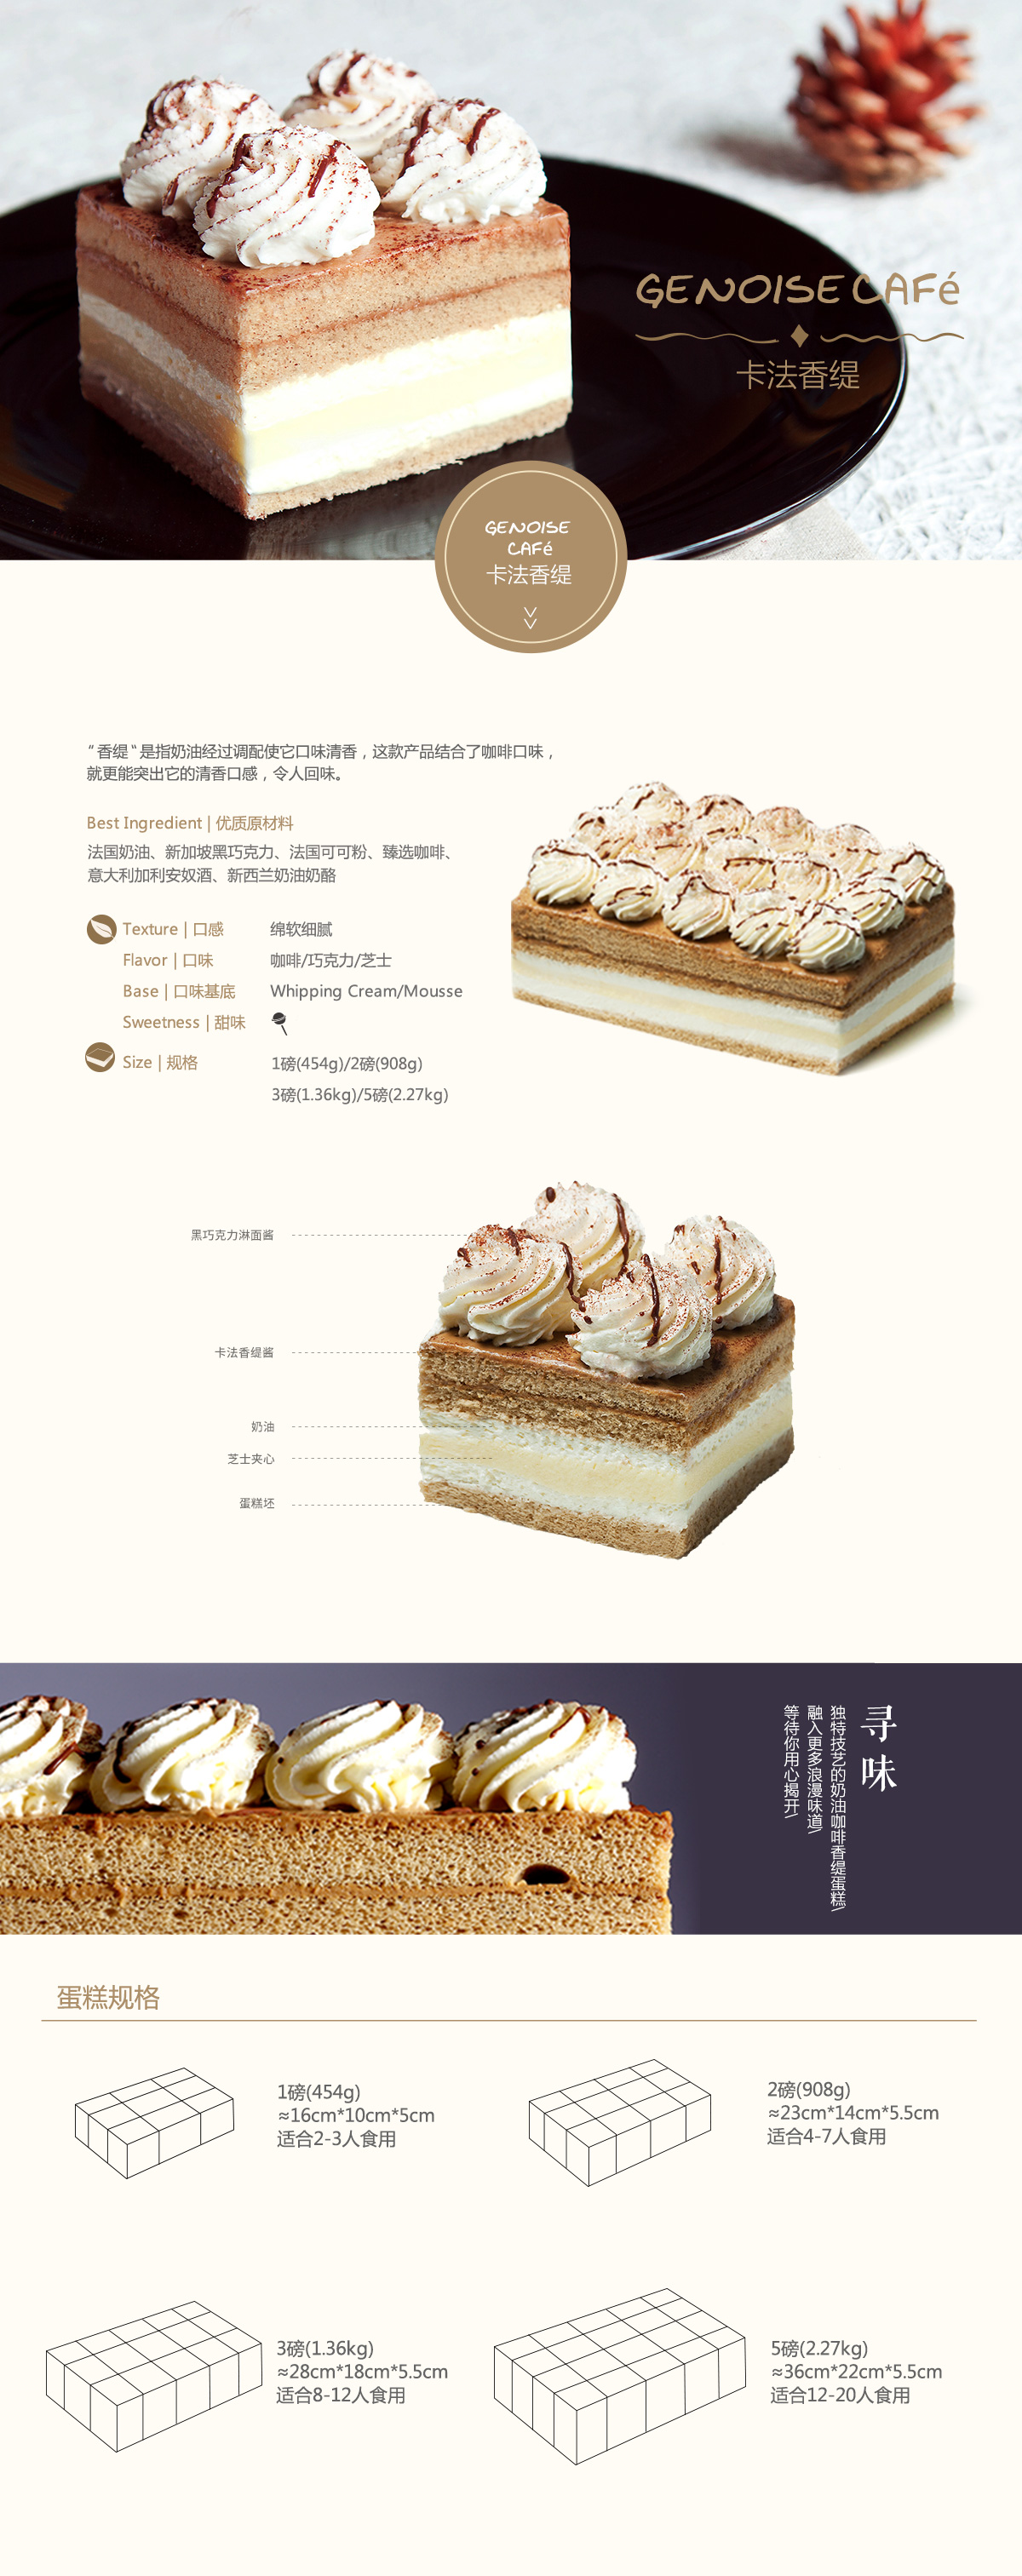 GENOISE CAFé
卡法香缇
GENOISE
CAFé
卡法香缇
“香缇“是指奶油经过调配使它口味清香，这款产品结合了咖啡口味，
就更能突出它的清香口感，令人回味。
Best Ingredient | 优质原材料
法国奶油、新加坡黑巧克力、法国可可粉、臻选咖啡、
意大利加利安奴酒、新西兰奶油奶酪
Texture | 口感 绵软细腻
Flavor | 口味 咖啡/巧克力/芝士
Base | 口味基底 Whipping Cream/Mousse
Sweetness | 甜味
Size | 规格 1磅(454g)/2磅(908g)
3磅(1.36kg)/5磅(2.27kg)
黑巧克力淋面酱
卡法香缇酱
奶油
芝士夹心
蛋糕坯
寻味
独特技艺的奶油咖啡香缇蛋糕/
融入更多浪漫味道/
等待你用心揭开/
蛋糕规格
1磅(454g)
≈16cm*10cm*5cm
适合2-3人食用
2磅(908g)
≈23cm*14cm*5.5cm
适合4-7人食用
3磅(1.36kg)
≈28cm*18cm*5.5cm
适合8-12人食用
5磅(2.27kg)
≈36cm*22cm*5.5cm
适合12-20人食用